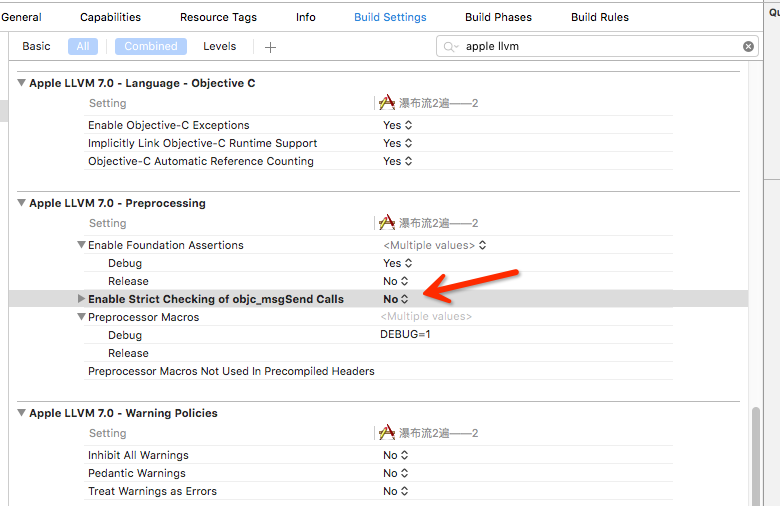 General Capabilities Resource Tags Info Build Settings Build Phases Build Rules Qu
Basic All Combined Levels apple llvm
Apple LLVM 7.0 - Language - Objective C
Setting 瀑布流2遍——2
Enable Objective-C Exceptions Yes
Implicitly Link Objective-C Runtime Support Yes
Objective-C Automatic Reference Counting Yes
Apple LLVM 7.0 - Preprocessing
Setting 瀑布流2遍——2
Enable Foundation Assertions <Multiple values>
Debug Yes
Release No
Enable Strict Checking of objc_msgSend Calls No
Preprocessor Macros <Multiple values>
Debug DEBUG=1
Release
Preprocessor Macros Not Used In Precompiled Headers
Apple LLVM 7.0 - Warning Policies
Setting 瀑布流2遍——2
Inhibit All Warnings No
Pedantic Warnings No
Treat Warnings as Errors No